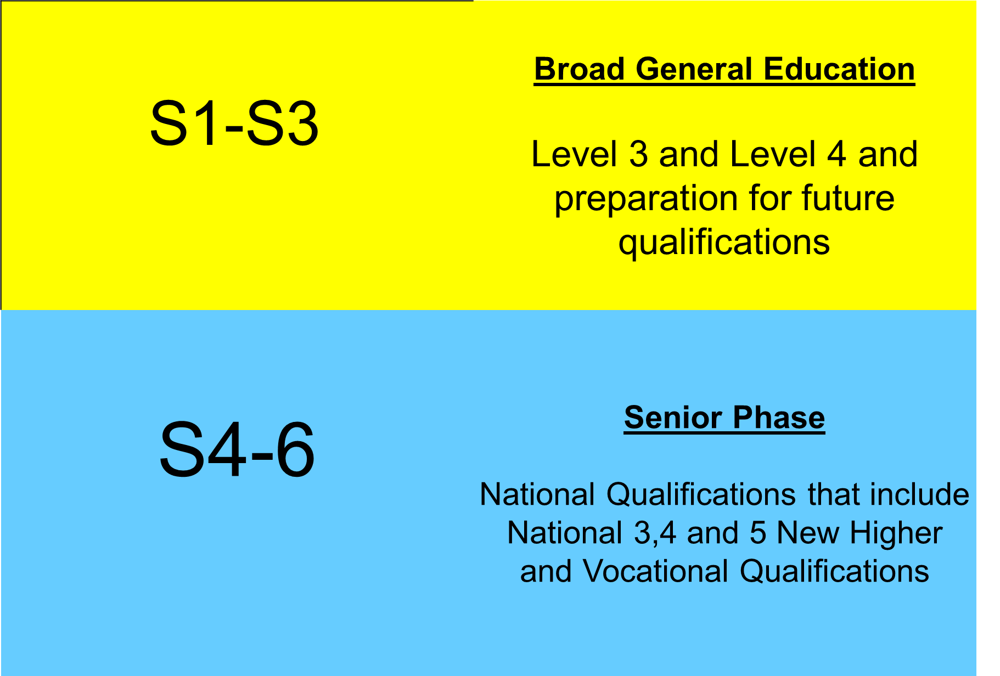 S1-S3
Broad General Education
Level 3 and Level 4 and
preparation for future
qualifications
S4-6
Senior Phase
National Qualifications that include
National 3,4 and 5 New Higher
and Vocational Qualifications